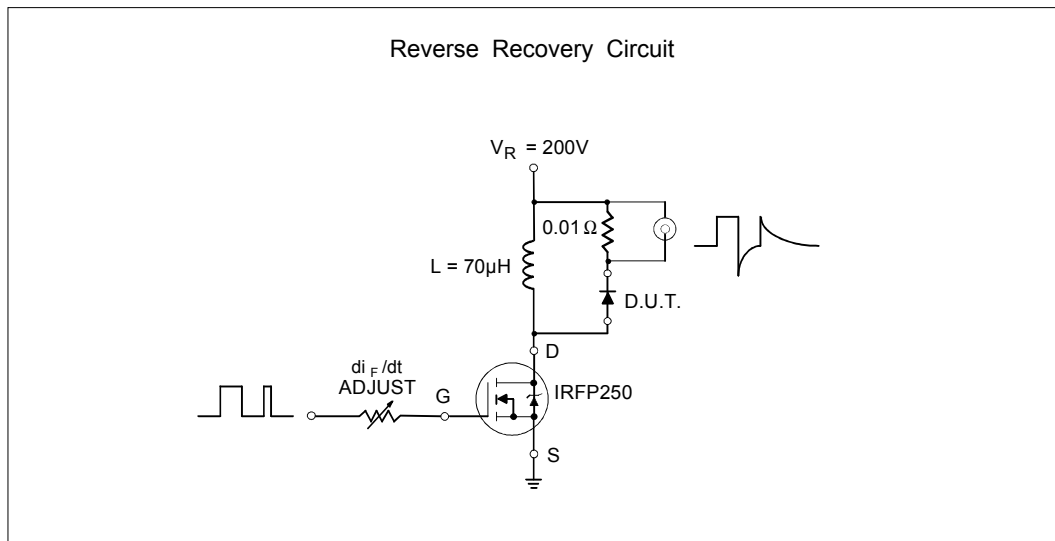 Reverse Recovery Circuit
V_R = 200V
0.01 Ω
L = 70µH
D.U.T.
D
di_F/dt
ADJUST
G
IRFP250
S